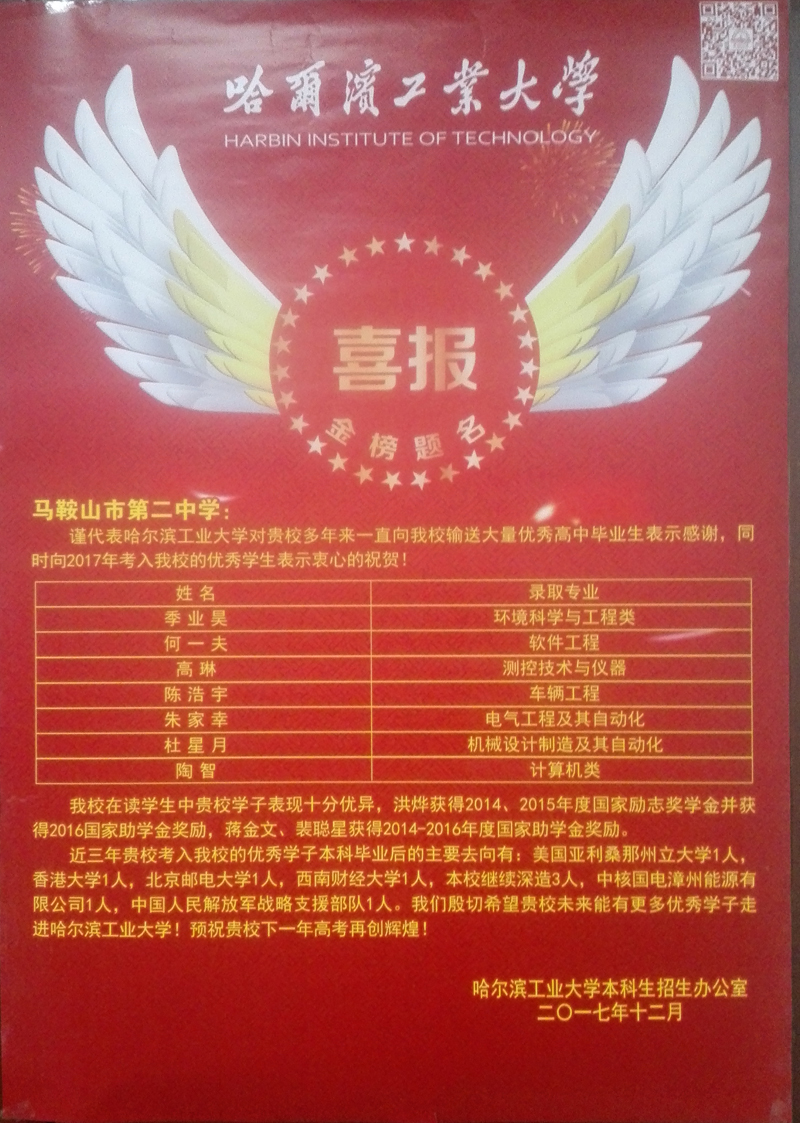 哈爾濱工業大學
HARBIN INSTITUTE OF TECHNOLOGY
喜报
金榜题名
马鞍山市第二中学：
谨代表哈尔滨工业大学对贵校多年来一直向我校输送大量优秀高中毕业生表示感谢，同
时向2017年考入我校的优秀学生表示衷心的祝贺！
姓名 录取专业
季业昊 环境科学与工程类
何一夫 软件工程
高琳 测控技术与仪器
陈浩宇 车辆工程
朱家幸 电气工程及其自动化
杜星月 机械设计制造及其自动化
陶智 计算机类
我校在读学生中贵校学子表现十分优异，洪烨获得2014、2015年度国家励志奖学金并获
得2016国家助学金奖励，蒋金文、裴聪星获得2014-2016年度国家助学金奖励。
近三年贵校考入我校的优秀学子本科毕业后的主要去向有：美国亚利桑那州立大学1人，
香港大学1人，北京邮电大学1人，西南财经大学1人，本校继续深造3人，中核国电漳州能源有
限公司1人，中国人民解放军战略支援部队1人。我们殷切希望贵校未来能有更多优秀学子走
进哈尔滨工业大学！预祝贵校下一年高考再创辉煌！
哈尔滨工业大学本科生招生办公室
二〇一七年十二月